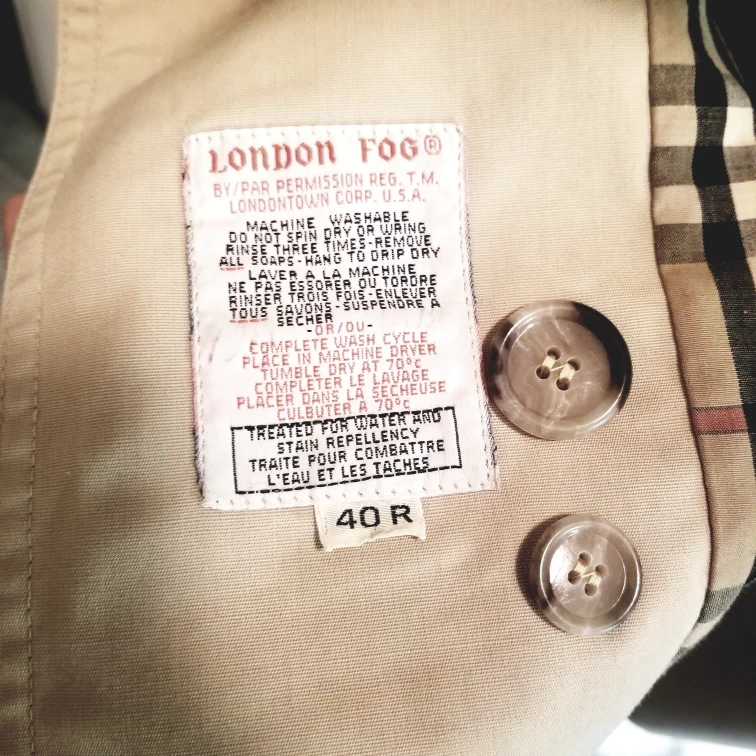 LONDON FOG®
BY/PAR PERMISSION REG. T.M.
LONDONTOWN CORP. U.S.A.
MACHINE WASHABLE
DO NOT SPIN DRY OR WRING
RINSE THREE TIMES-REMOVE
ALL SOAPS-HANG TO DRIP DRY
LAVER A LA MACHINE
NE PAS ESSORER OU TORDRE
RINSER TROIS FOIS-ENLEVER
TOUS SAVONS-SUSPENDRE A
SECHER
-OR/OU-
COMPLETE WASH CYCLE
PLACE IN MACHINE DRYER
TUMBLE DRY AT 70°c
COMPLETER LE LAVAGE
PLACER DANS LA SECHEUSE
CULBUTER A 70°c
TREATED FOR WATER AND
STAIN REPELLENCY
TRAITE POUR COMBATTRE
L'EAU ET LES TACHES
40 R